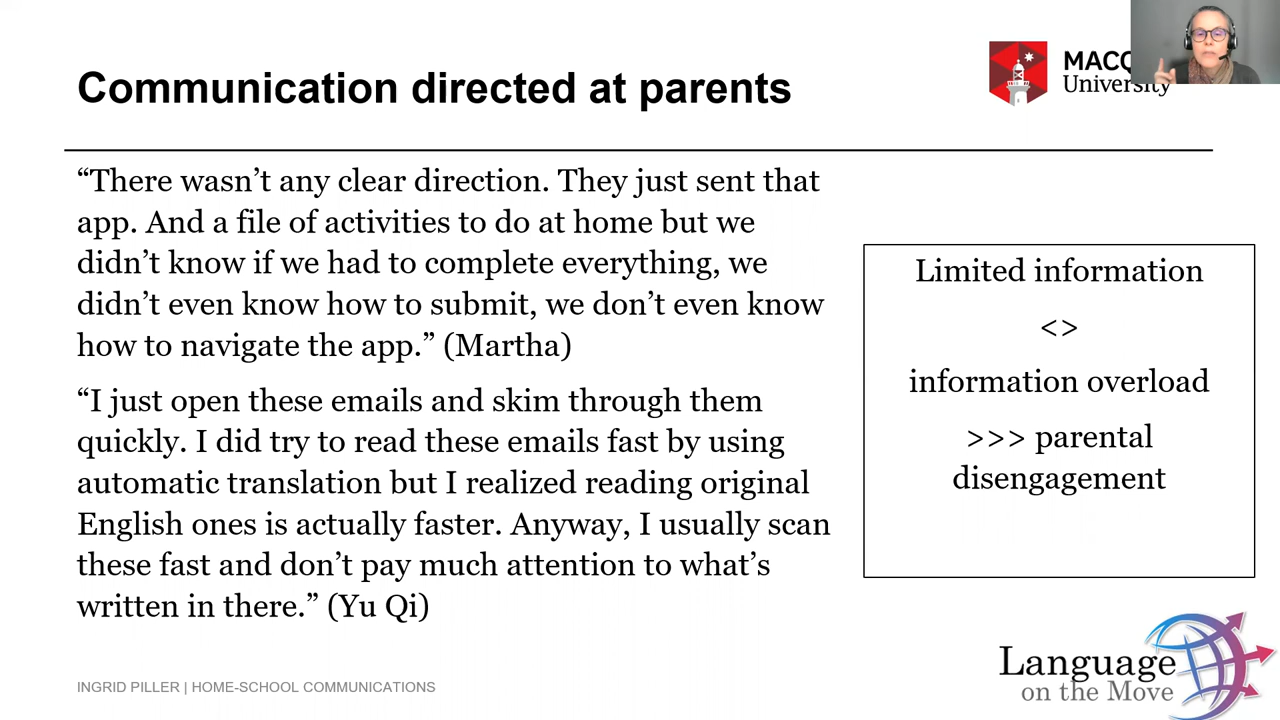 Communication directed at parents
University
“There wasn’t any clear direction. They just sent that
app. And a file of activities to do at home but we
didn’t know if we had to complete everything, we
didn’t even know how to submit, we don’t even know
how to navigate the app.” (Martha)
“I just open these emails and skim through them
quickly. I did try to read these emails fast by using
automatic translation but I realized reading original
English ones is actually faster. Anyway, I usually scan
these fast and don’t pay much attention to what’s
written in there.” (Yu Qi)
Limited information
<>
information overload
>>> parental
disengagement
INGRID PILLER | HOME-SCHOOL COMMUNICATIONS
Language
on the Move